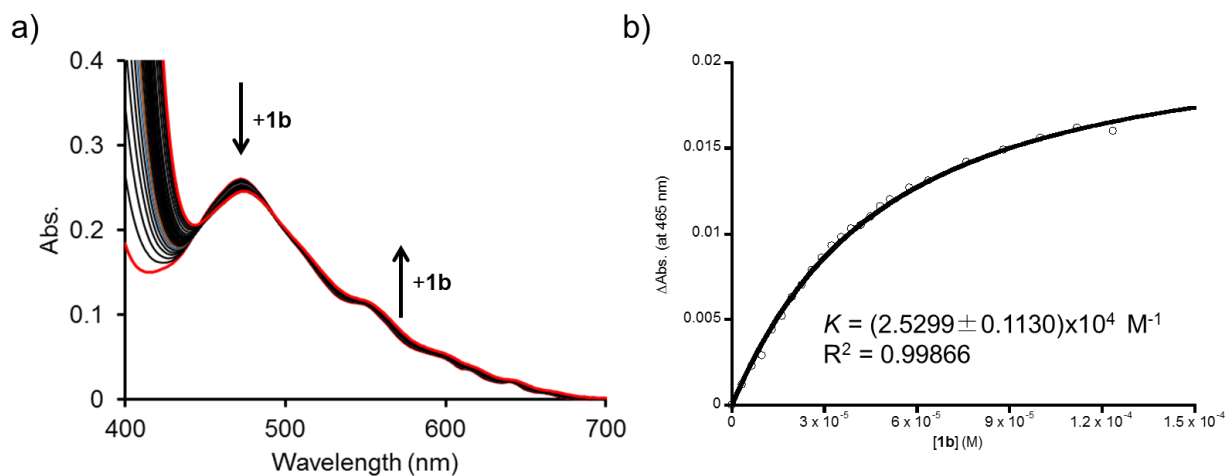 a)
0.4
0.3
0.2
0.1
0
Abs.
+1b
+1b
400
500
600
700
Wavelength (nm)
b)
0.02
0.015
0.01
0.005
0
ΔAbs. (at 465 nm)
K = (2.5299±0.1130)x10⁴ M⁻¹
R² = 0.99866
0
3 x 10⁻⁵
6 x 10⁻⁵
9 x 10⁻⁵
1.2 x 10⁻⁴
1.5 x 10⁻⁴
[1b] (M)